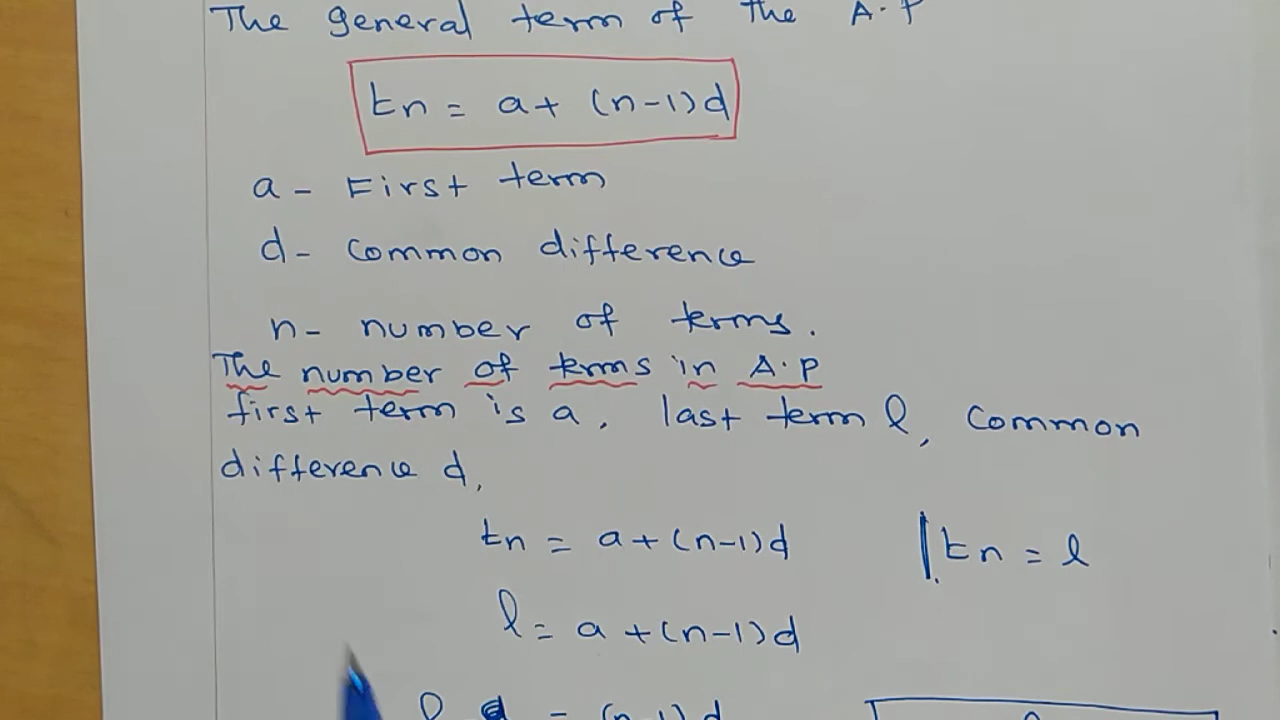 The general term of the A.P
tn = a + (n-1)d
a - First term
d - common difference
n - number of terms.
The number of terms in A.P
first term is a, last term l, common
difference d,
tn = a + (n-1)d | tn = l
l = a + (n-1)d
= (n-1)d